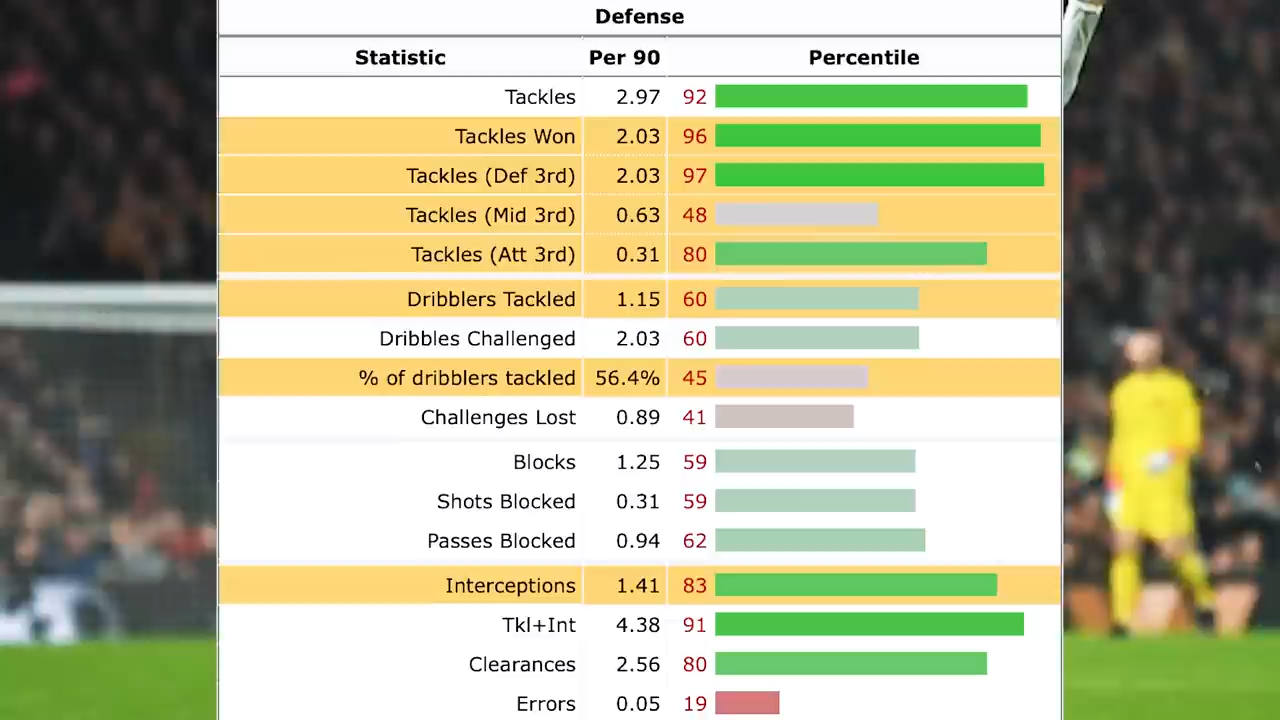 Defense
Statistic Per 90 Percentile
Tackles 2.97 92
Tackles Won 2.03 96
Tackles (Def 3rd) 2.03 97
Tackles (Mid 3rd) 0.63 48
Tackles (Att 3rd) 0.31 80
Dribblers Tackled 1.15 60
Dribbles Challenged 2.03 60
% of dribblers tackled 56.4% 45
Challenges Lost 0.89 41
Blocks 1.25 59
Shots Blocked 0.31 59
Passes Blocked 0.94 62
Interceptions 1.41 83
Tkl+Int 4.38 91
Clearances 2.56 80
Errors 0.05 19